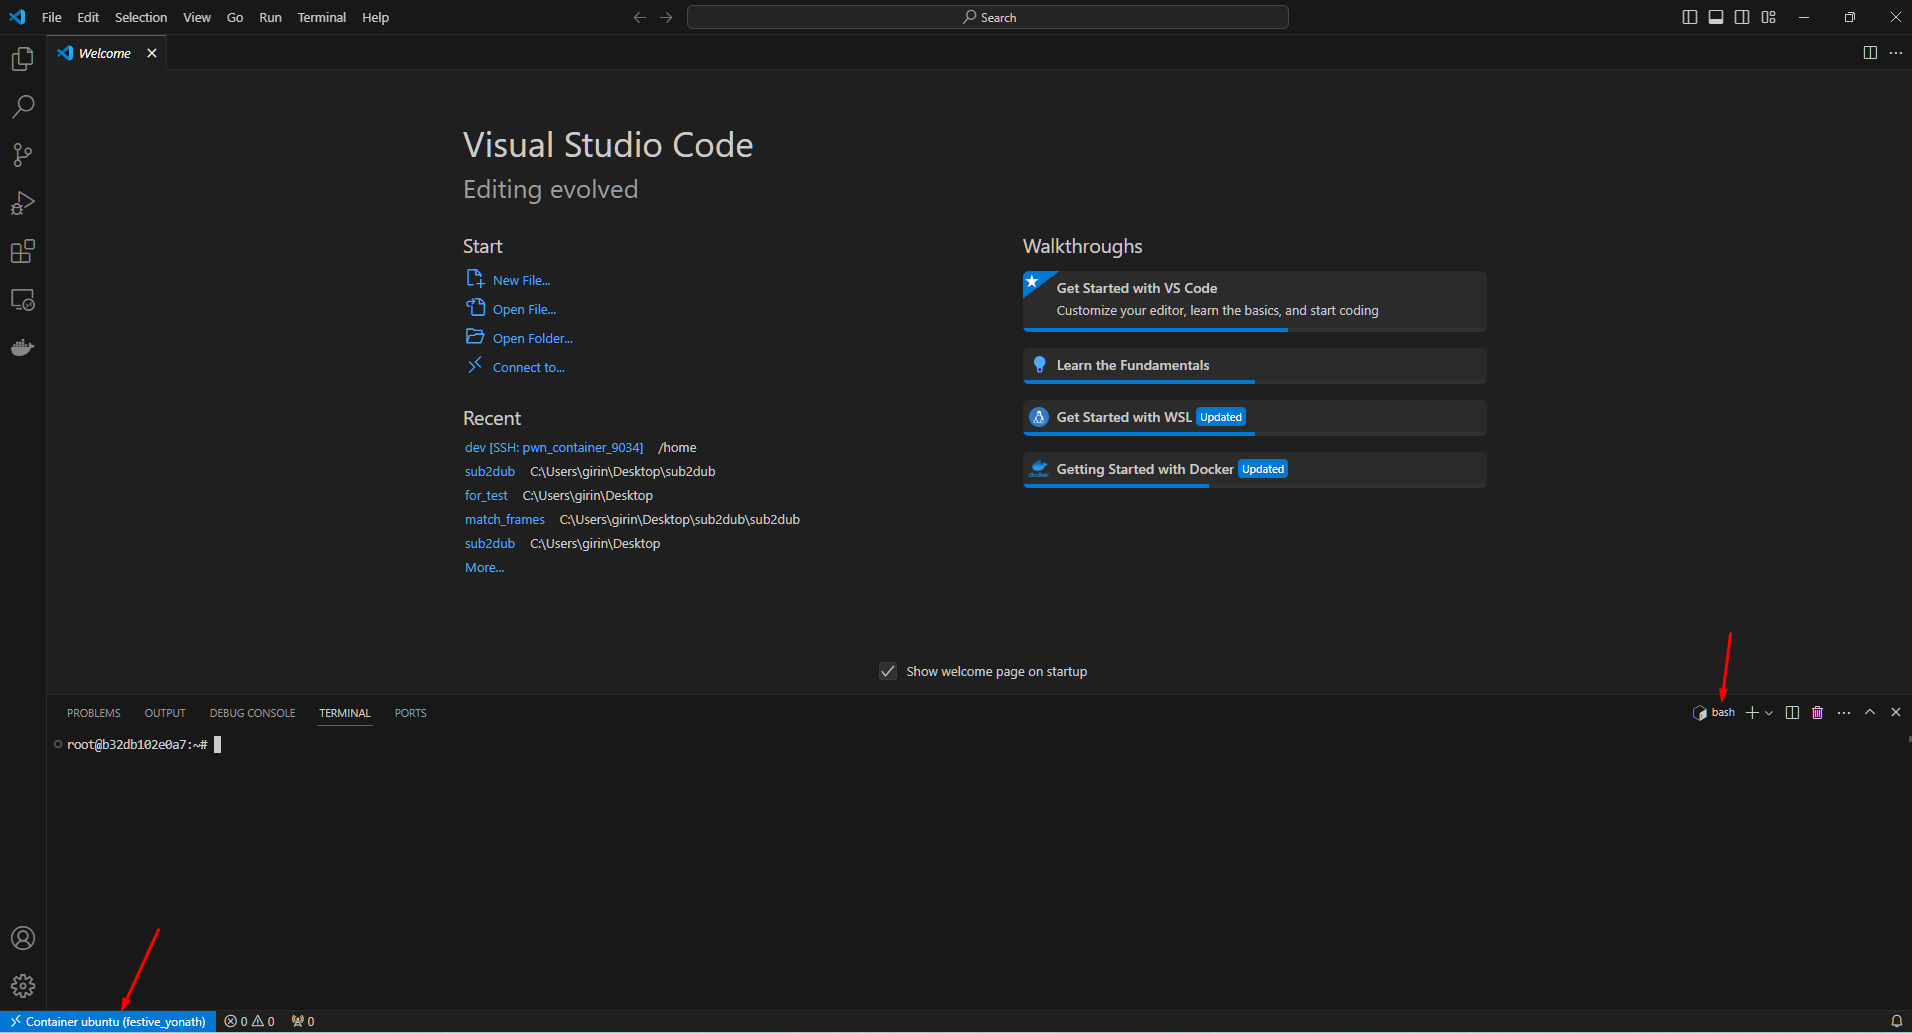 File Edit Selection View Go Run Terminal Help
Search
Welcome
Visual Studio Code
Editing evolved
Start
New File...
Open File...
Open Folder...
Connect to...
Recent
dev [SSH: pwn_container_9034] /home
sub2dub C:\Users\girin\Desktop\sub2dub
for_test C:\Users\girin\Desktop
match_frames C:\Users\girin\Desktop\sub2dub\sub2dub
sub2dub C:\Users\girin\Desktop
More...
Walkthroughs
Get Started with VS Code
Customize your editor, learn the basics, and start coding
Learn the Fundamentals
Get Started with WSL Updated
docker Getting Started with Docker Updated
Show welcome page on startup
PROBLEMS OUTPUT DEBUG CONSOLE TERMINAL PORTS
bash
root@b32db102e0a7:~#
Container ubuntu (festive_yonath) 0 0 0